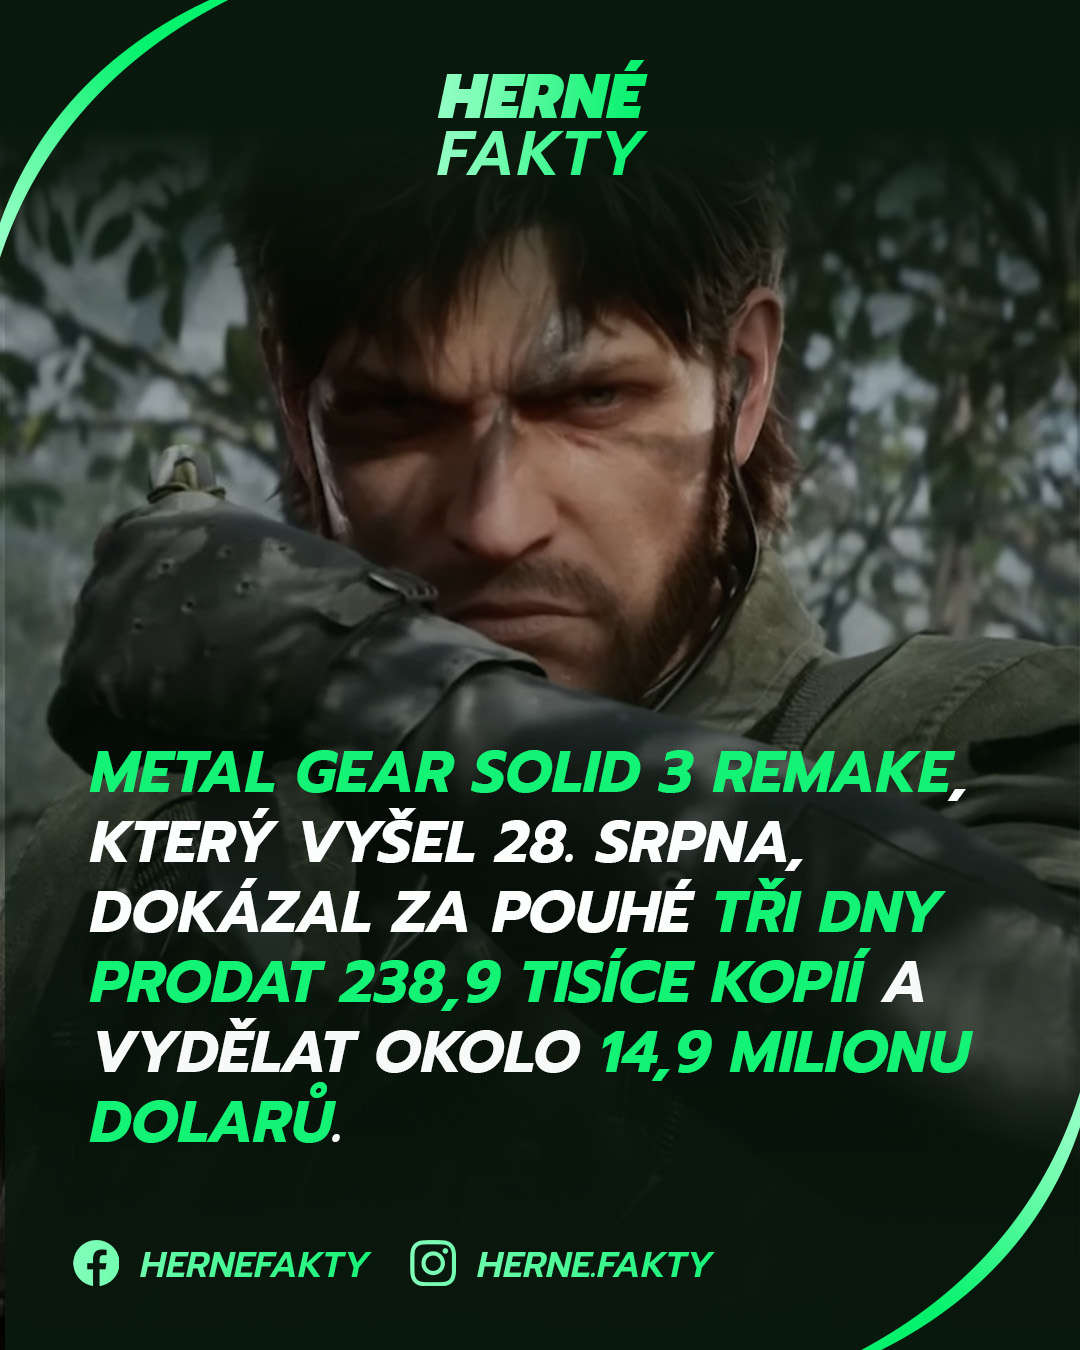 HERNÉ
FAKTY
METAL GEAR SOLID 3 REMAKE,
KTERÝ VYŠEL 28. SRPNA,
DOKÁZAL ZA POUHÉ TŘI DNY
PRODAT 238,9 TISÍCE KOPIÍ A
VYDĚLAT OKOLO 14,9 MILIONU
DOLARŮ.
HERNEFAKTY HERNE.FAKTY